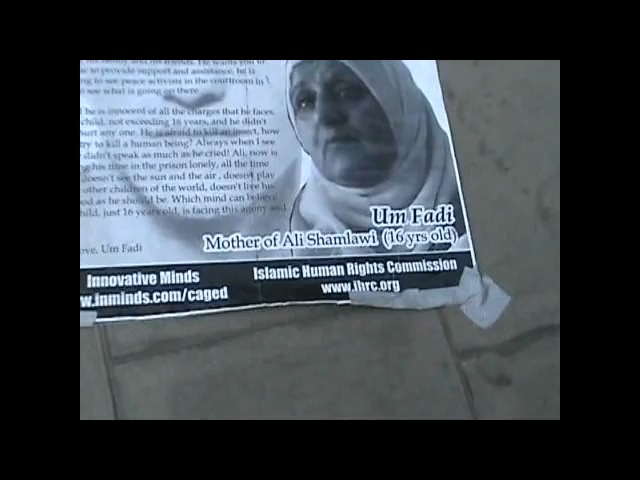 his family and his friends. He wants you to
to provide support and assistance, he is
ng to see peace activists in the courtroom in
see what is going on there
he is innocent of all the charges that he faces.
child, not exceeding 16 years, and he didn't
hurt any one. He is afraid to kill an insect, how
try to kill a human being? Always when I see
didn't speak as much as he cried! Ali, now is
g his time in the prison lonely, all the time
doesn't see the sun and the air , doesn't play
other children of the world, doesn't live his
od as he should be. Which mind can believe
hild, just 16 years old, is facing this agony and
ove, Um Fadi
Um Fadi
Mother of Ali Shamlawi (16 yrs old)
Innovative Minds
w.inminds.com/caged
Islamic Human Rights Commission
www.ihrc.org